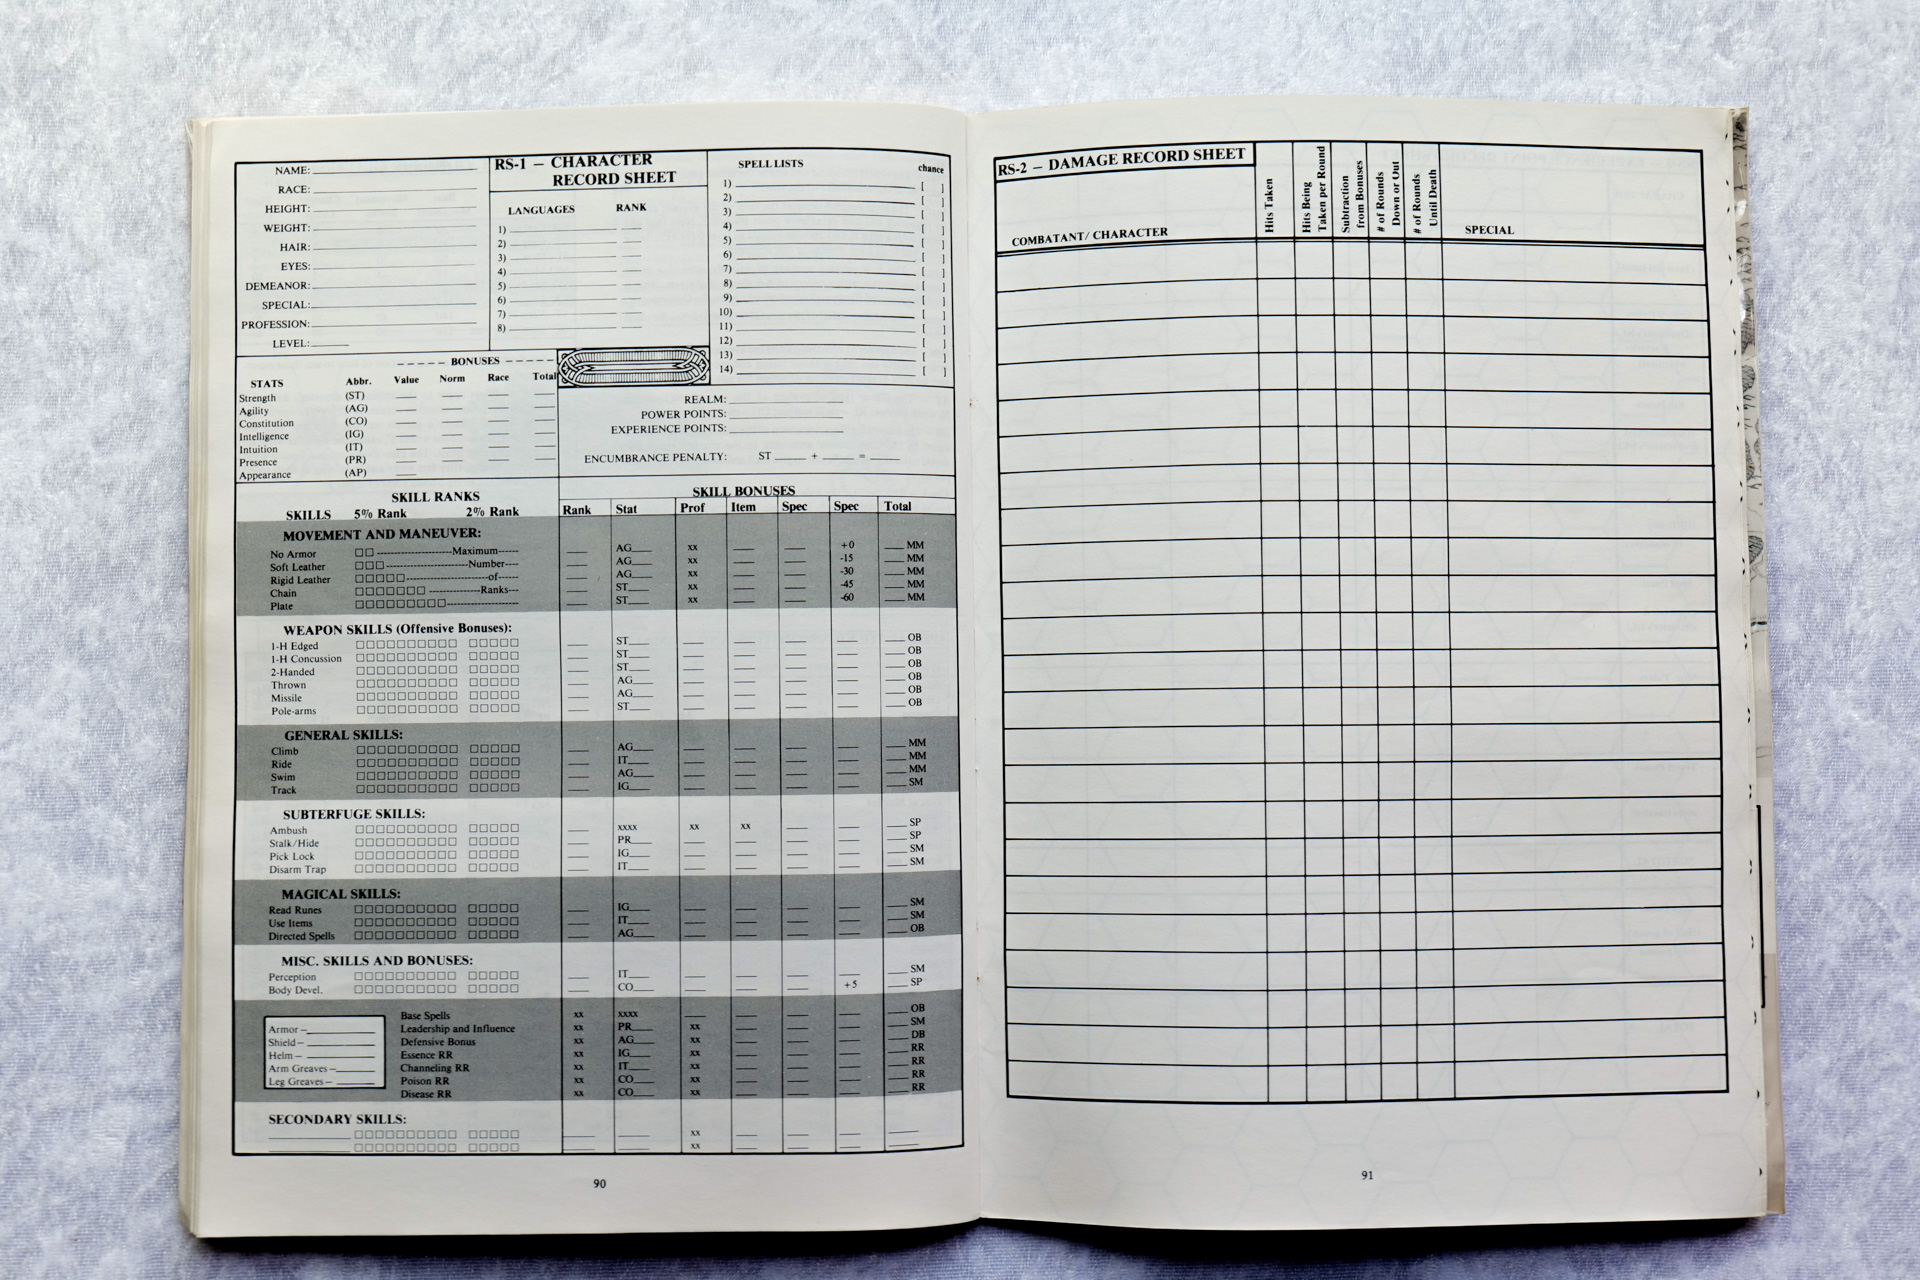 NAME:
RACE:
HEIGHT:
WEIGHT:
HAIR:
EYES:
DEMEANOR:
SPECIAL:
PROFESSION:
LEVEL:
RS-1 — CHARACTER
RECORD SHEET
LANGUAGES RANK
1)
2)
3)
4)
5)
6)
7)
8)
SPELL LISTS chance
1) [ ]
2) [ ]
3) [ ]
4) [ ]
5) [ ]
6) [ ]
7) [ ]
8) [ ]
9) [ ]
10) [ ]
11) [ ]
12) [ ]
13) [ ]
14) [ ]
BONUSES
STATS Abbr. Value Norm Race Total
Strength (ST)
Agility (AG)
Constitution (CO)
Intelligence (IG)
Intuition (IT)
Presence (PR)
Appearance (AP)
REALM:
POWER POINTS:
EXPERIENCE POINTS:
ENCUMBRANCE PENALTY: ST + =
SKILL RANKS SKILL BONUSES
SKILLS 5% Rank 2% Rank Rank Stat Prof Item Spec Spec Total
MOVEMENT AND MANEUVER:
No Armor □□ Maximum AG xx +0 MM
Soft Leather □□□ Number AG xx -15 MM
Rigid Leather □□□□□ of AG xx -30 MM
Chain □□□□□□□ Ranks ST xx -45 MM
Plate □□□□□□□□□ ST xx -60 MM
WEAPON SKILLS (Offensive Bonuses):
1-H Edged □□□□□□□□□□ □□□□□ ST OB
1-H Concussion □□□□□□□□□□ □□□□□ ST OB
2-Handed □□□□□□□□□□ □□□□□ ST OB
Thrown □□□□□□□□□□ □□□□□ AG OB
Missile □□□□□□□□□□ □□□□□ AG OB
Pole-arms □□□□□□□□□□ □□□□□ ST OB
GENERAL SKILLS:
Climb □□□□□□□□□□ □□□□□ AG MM
Ride □□□□□□□□□□ □□□□□ IT MM
Swim □□□□□□□□□□ □□□□□ AG MM
Track □□□□□□□□□□ □□□□□ IG SM
SUBTERFUGE SKILLS:
Ambush □□□□□□□□□□ □□□□□ xxxx xx xx SP
Stalk/Hide □□□□□□□□□□ □□□□□ PR SP
Pick Lock □□□□□□□□□□ □□□□□ IG SM
Disarm Trap □□□□□□□□□□ □□□□□ IT SM
MAGICAL SKILLS:
Read Runes □□□□□□□□□□ □□□□□ IG SM
Use Items □□□□□□□□□□ □□□□□ IT SM
Directed Spells □□□□□□□□□□ □□□□□ AG OB
MISC. SKILLS AND BONUSES:
Perception □□□□□□□□□□ □□□□□ IT SM
Body Devel. □□□□□□□□□□ □□□□□ CO +5 SP
Base Spells xx xxxx OB
Armor — Leadership and Influence xx PR xx SM
Shield — Defensive Bonus xx AG xx DB
Helm — Essence RR xx IG xx RR
Arm Greaves — Channeling RR xx IT xx RR
Leg Greaves — Poison RR xx CO xx RR
Disease RR xx CO xx RR
SECONDARY SKILLS:
□□□□□□□□□□ □□□□□ xx
□□□□□□□□□□ □□□□□ xx
90
RS-2 — DAMAGE RECORD SHEET
COMBATANT/ CHARACTER
Hits Taken
Hits Being
Taken per Round
Subtraction
from Bonuses
# of Rounds
Down or Out
# of Rounds
Until Death
SPECIAL
91